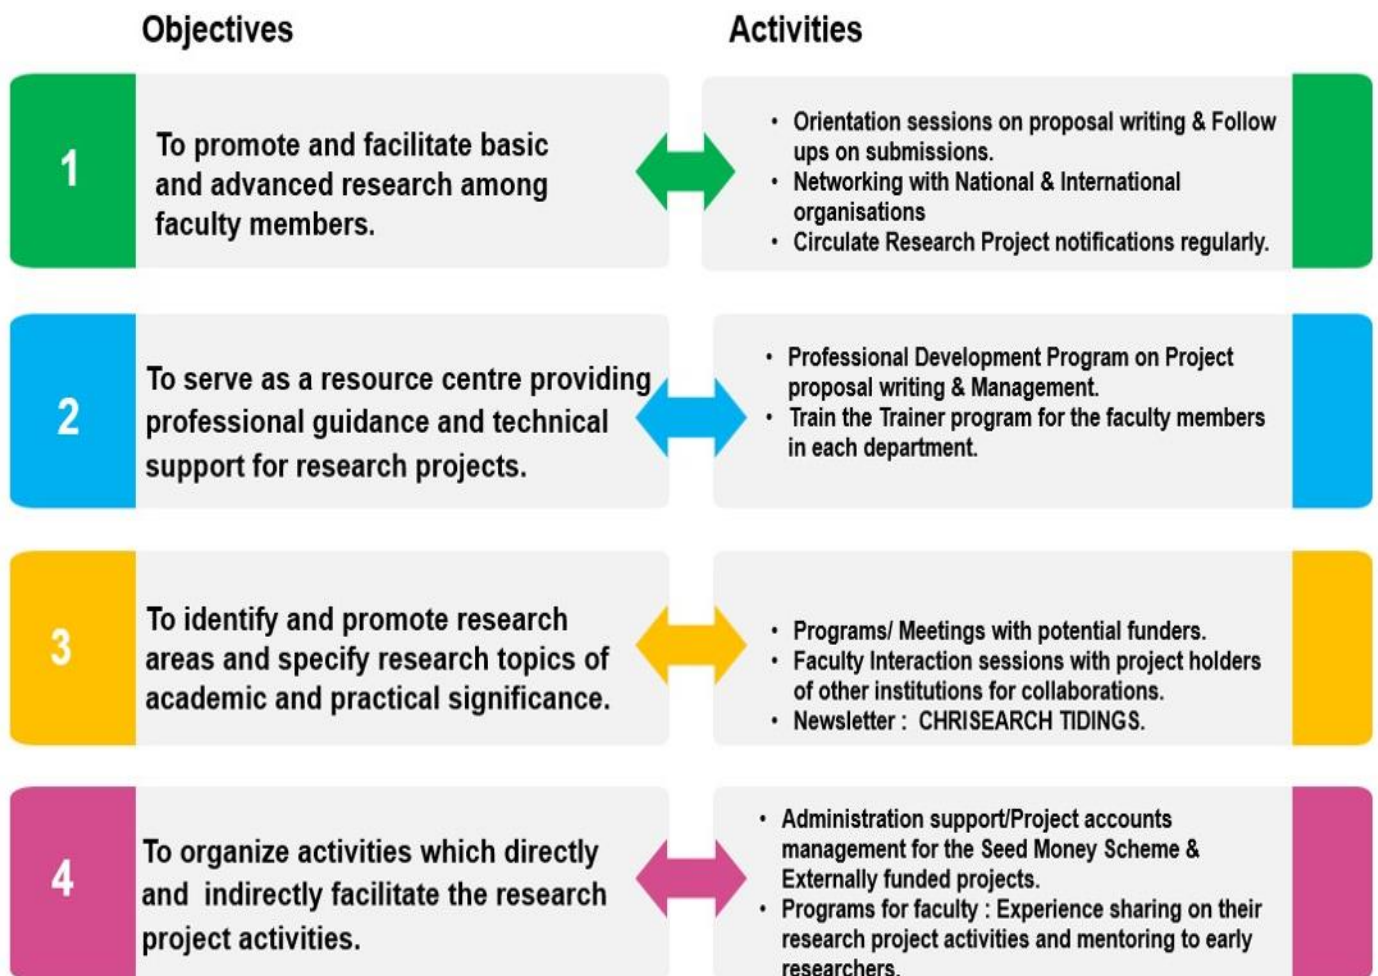 Objectives
Activities
1
To promote and facilitate basic
and advanced research among
faculty members.
• Orientation sessions on proposal writing & Follow
ups on submissions.
• Networking with National & International
organisations
• Circulate Research Project notifications regularly.
2
To serve as a resource centre providing
professional guidance and technical
support for research projects.
• Professional Development Program on Project
proposal writing & Management.
• Train the Trainer program for the faculty members
in each department.
3
To identify and promote research
areas and specify research topics of
academic and practical significance.
• Programs/ Meetings with potential funders.
• Faculty Interaction sessions with project holders
of other institutions for collaborations.
• Newsletter : CHRISEARCH TIDINGS.
4
To organize activities which directly
and indirectly facilitate the research
project activities.
• Administration support/Project accounts
management for the Seed Money Scheme &
Externally funded projects.
• Programs for faculty : Experience sharing on their
research project activities and mentoring to early
researchers.